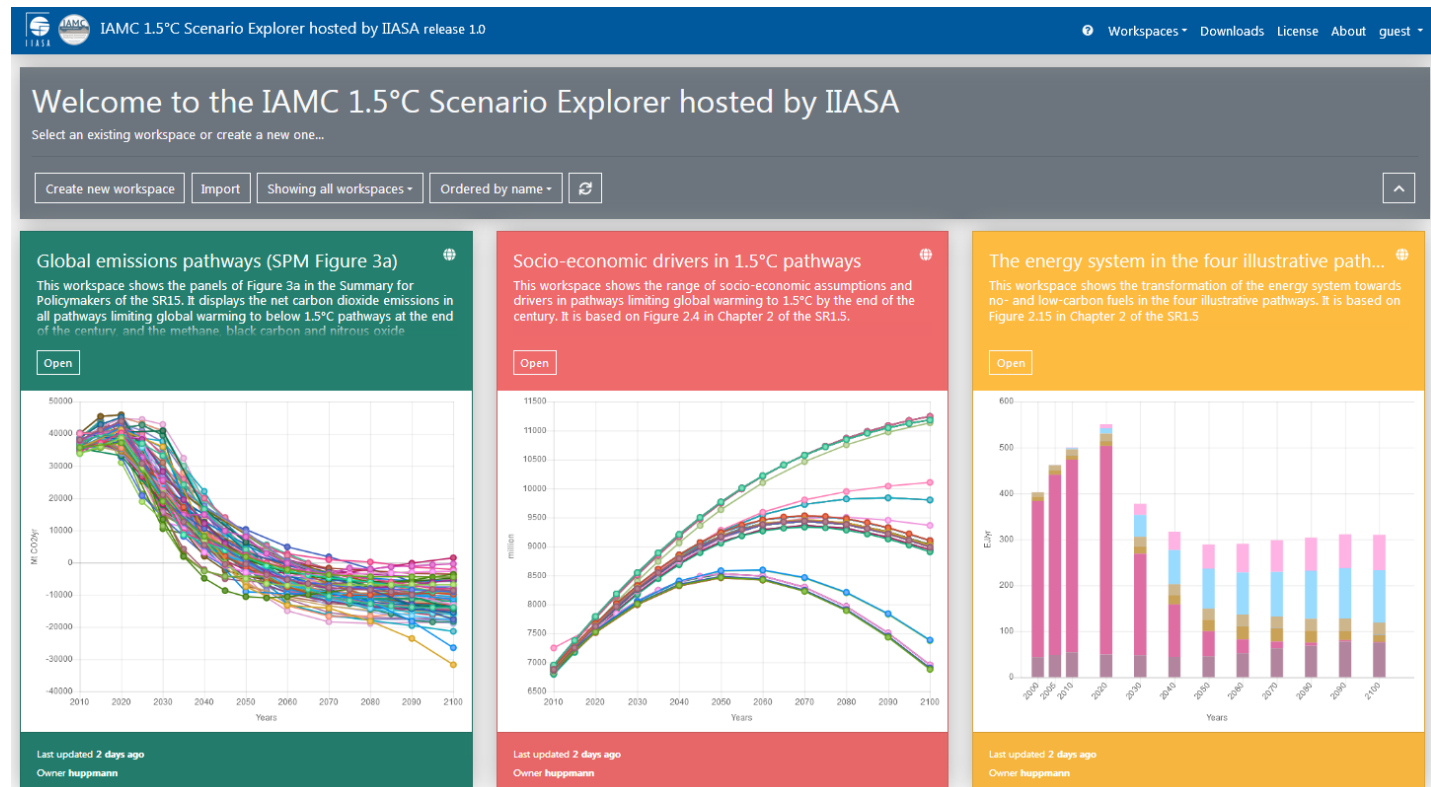 IIASA
IAMC
IAMC 1.5°C Scenario Explorer hosted by IIASA release 1.0
Workspaces
Downloads
License
About
guest
Welcome to the IAMC 1.5°C Scenario Explorer hosted by IIASA
Select an existing workspace or create a new one...
Create new workspace
Import
Showing all workspaces
Ordered by name
Global emissions pathways (SPM Figure 3a)
This workspace shows the panels of Figure 3a in the Summary for
Policymakers of the SR15. It displays the net carbon dioxide emissions in
all pathways limiting global warming to below 1.5°C pathways at the end
of the century, and the methane, black carbon and nitrous oxide
Open
50000
40000
30000
20000
10000
0
-10000
-20000
-30000
-40000
Mt CO2/yr
2010 2020 2030 2040 2050 2060 2070 2080 2090 2100
Years
Last updated 2 days ago
Owner huppmann
Socio-economic drivers in 1.5°C pathways
This workspace shows the range of socio-economic assumptions and
drivers in pathways limiting global warming to 1.5°C by the end of the
century. It is based on Figure 2.4 in Chapter 2 of the SR1.5.
Open
11500
11000
10500
10000
9500
9000
8500
8000
7500
7000
6500
million
2010 2020 2030 2040 2050 2060 2070 2080 2090 2100
Years
Last updated 2 days ago
Owner huppmann
The energy system in the four illustrative path...
This workspace shows the transformation of the energy system towards
no- and low-carbon fuels in the four illustrative pathways. It is based on
Figure 2.15 in Chapter 2 of the SR1.5
Open
600
500
400
300
200
100
0
EJ/yr
2000 2005 2010 2020 2030 2040 2050 2060 2070 2080 2090 2100
Years
Last updated 2 days ago
Owner huppmann